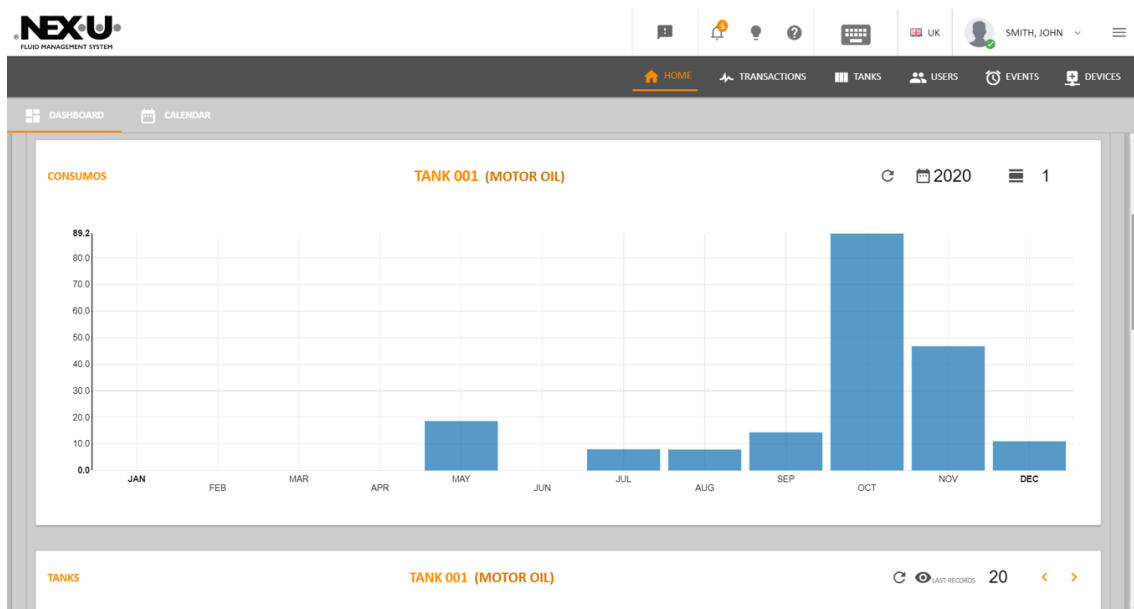 NEX·U·
FLUID MANAGEMENT SYSTEM
5
UK
SMITH, JOHN
HOME
TRANSACTIONS
TANKS
USERS
EVENTS
DEVICES
DASHBOARD
CALENDAR
CONSUMOS
TANK 001 (MOTOR OIL)
2020
1
89.2
80.0
70.0
60.0
50.0
40.0
30.0
20.0
10.0
0.0
JAN
FEB
MAR
APR
MAY
JUN
JUL
AUG
SEP
OCT
NOV
DEC
TANKS
TANK 001 (MOTOR OIL)
LAST RECORDS 20